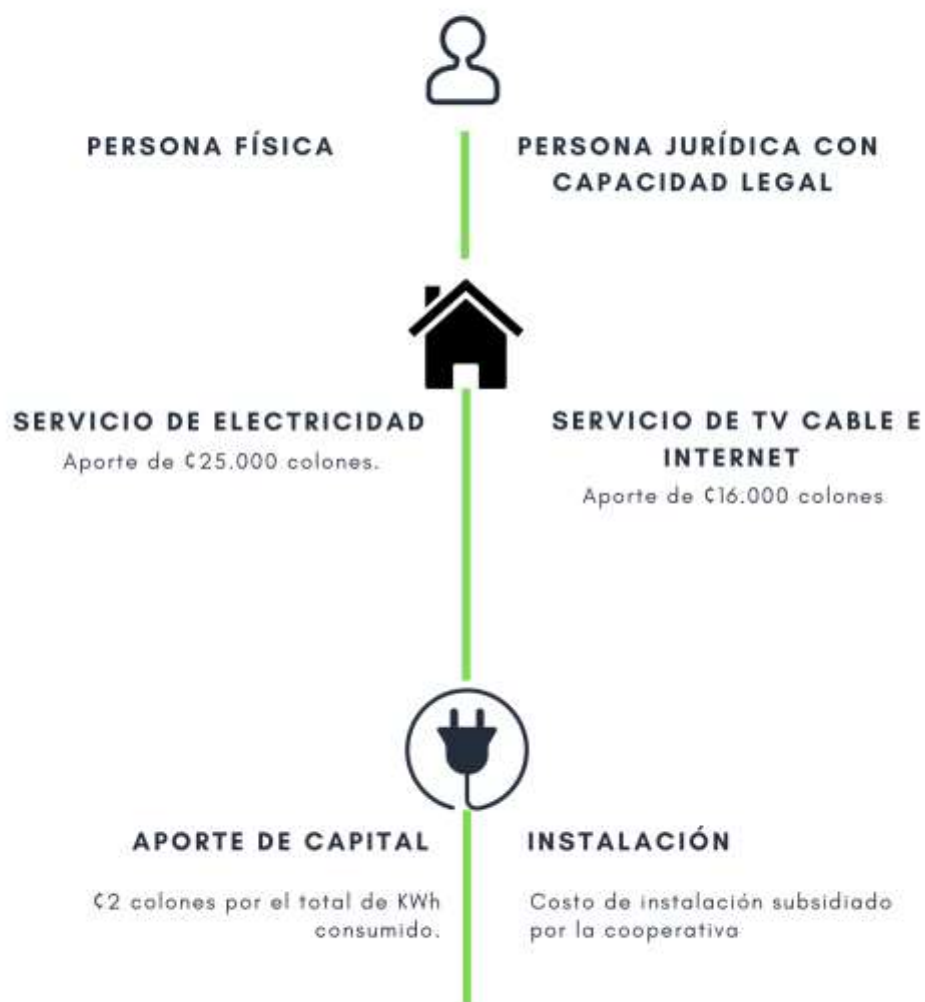 PERSONA FÍSICA
PERSONA JURÍDICA CON
CAPACIDAD LEGAL
SERVICIO DE ELECTRICIDAD
Aporte de ₡25.000 colones.
SERVICIO DE TV CABLE E
INTERNET
Aporte de ₡16.000 colones
APORTE DE CAPITAL
₡2 colones por el total de KWh
consumido.
INSTALACIÓN
Costo de instalación subsidiado
por la cooperativa